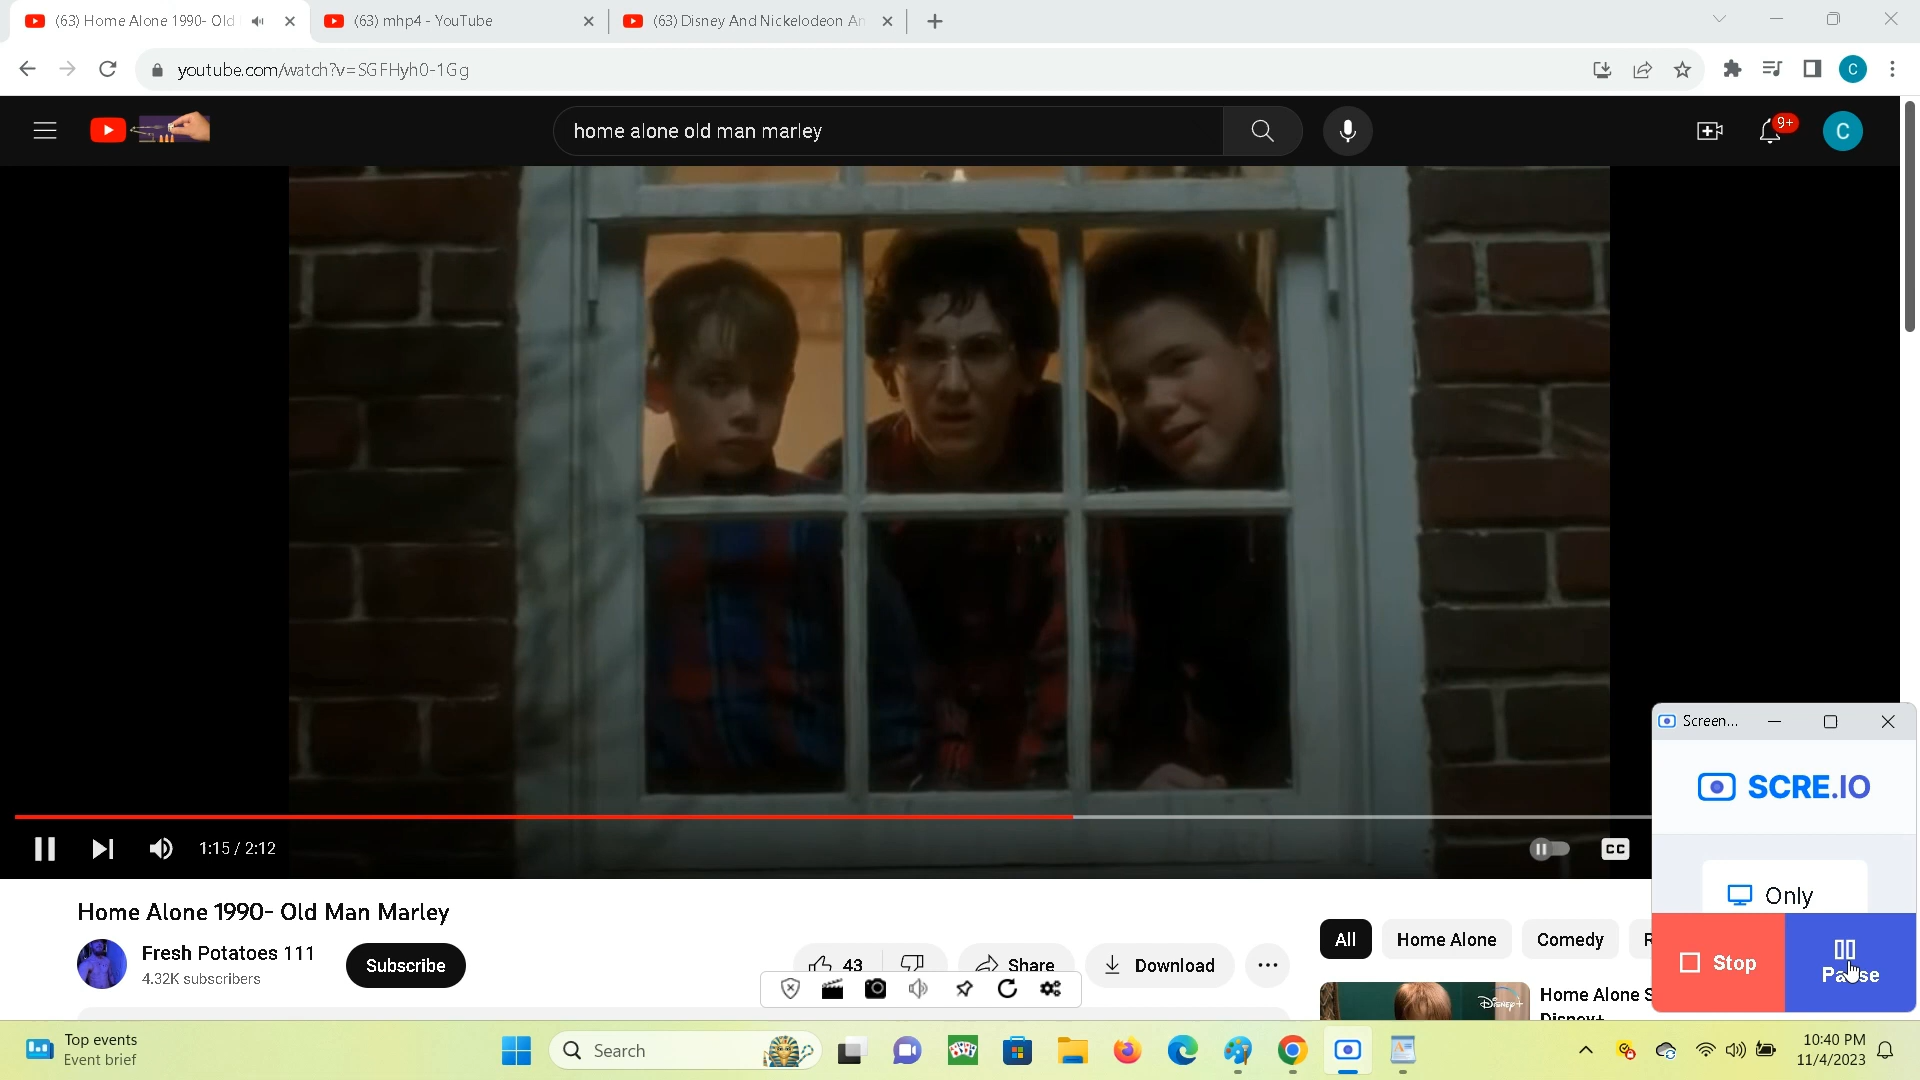 (63) Home Alone 1990- Old
(63) mhp4 - YouTube
(63) Disney And Nickelodeon An
youtube.com/watch?v=SGFHyh0-1Gg
C
home alone old man marley
9+
C
1:15 / 2:12
CC
Screen...
SCRE.IO
Only
Stop
Pause
Home Alone 1990- Old Man Marley
Fresh Potatoes 111
4.32K subscribers
Subscribe
43
Share
Download
All
Home Alone
Comedy
Disney+
Home Alone S
Disney+
Top events
Event brief
Search
10:40 PM
11/4/2023